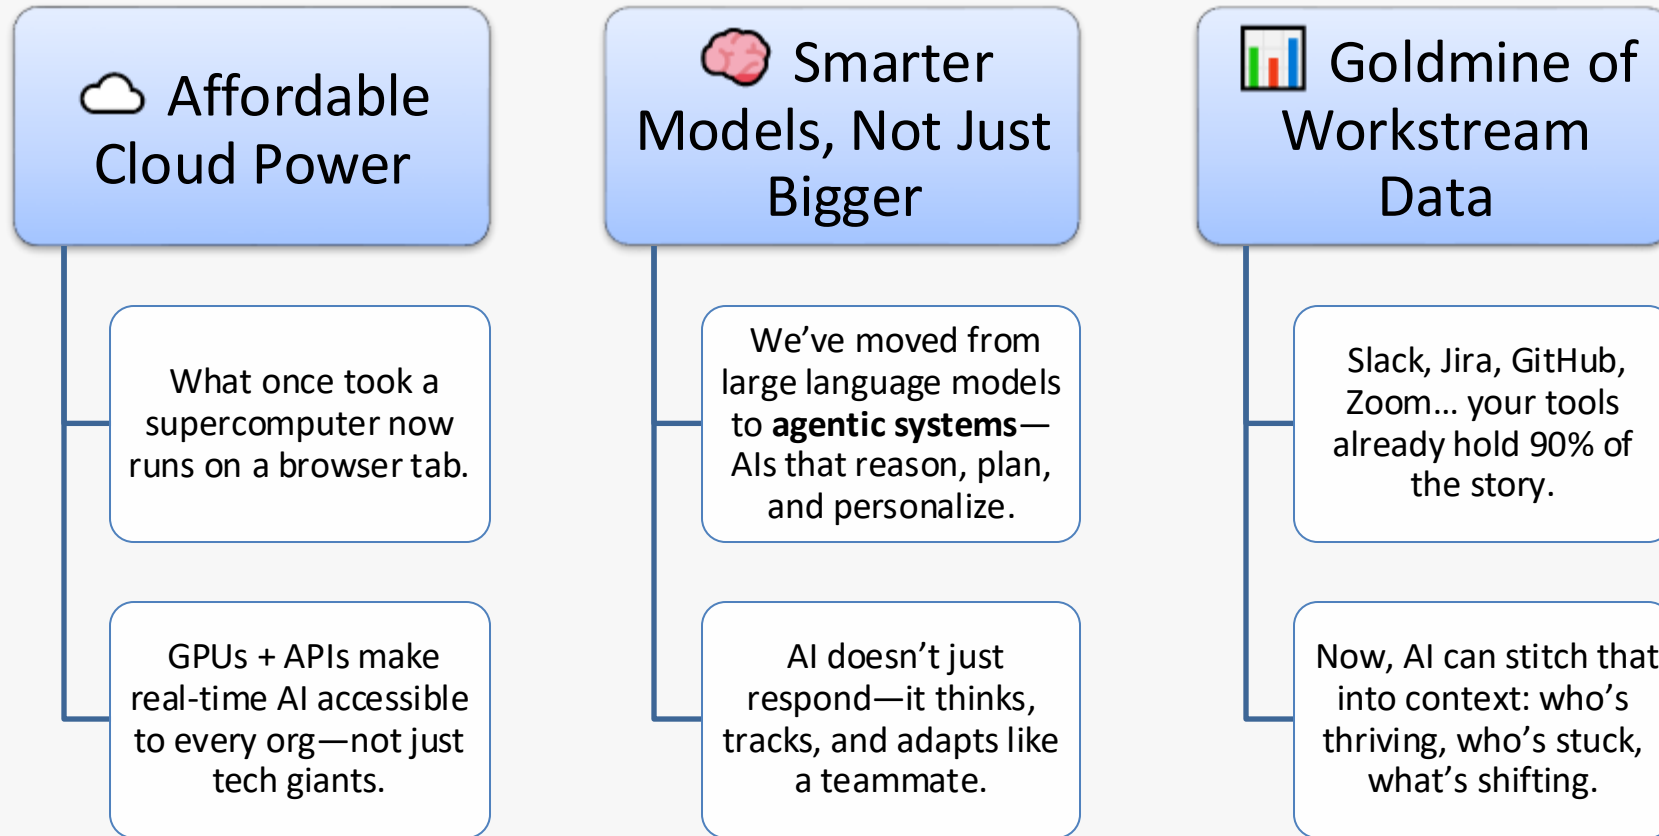 Affordable
Cloud Power
What once took a
supercomputer now
runs on a browser tab.
GPUs + APIs make
real-time AI accessible
to every org—not just
tech giants.
Smarter
Models, Not Just
Bigger
We’ve moved from
large language models
to agentic systems—
AIs that reason, plan,
and personalize.
AI doesn’t just
respond—it thinks,
tracks, and adapts like
a teammate.
Goldmine of
Workstream
Data
Slack, Jira, GitHub,
Zoom… your tools
already hold 90% of
the story.
Now, AI can stitch that
into context: who’s
thriving, who’s stuck,
what’s shifting.